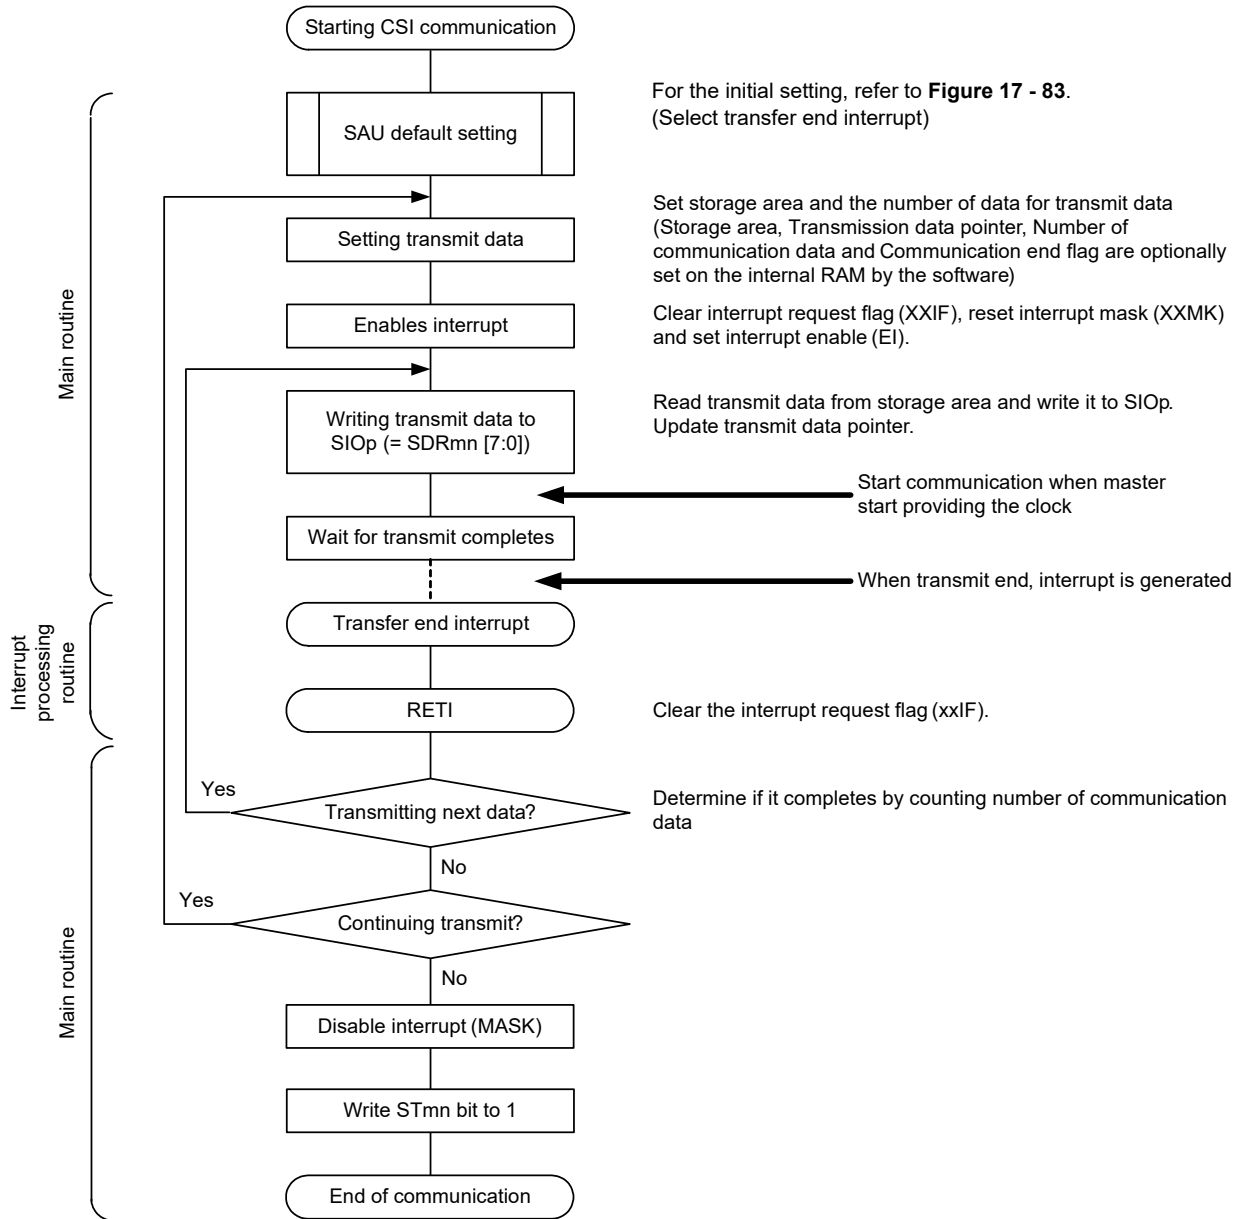 Starting CSI communication
For the initial setting, refer to Figure 17 - 83.
(Select transfer end interrupt)
SAU default setting
Set storage area and the number of data for transmit data
(Storage area, Transmission data pointer, Number of
communication data and Communication end flag are optionally
set on the internal RAM by the software)
Setting transmit data
Main routine
Enables interrupt
Clear interrupt request flag (XXIF), reset interrupt mask (XXMK)
and set interrupt enable (EI).
Writing transmit data to
SIOp (= SDRmn [7:0])
Read transmit data from storage area and write it to SIOp.
Update transmit data pointer.
Start communication when master
start providing the clock
Wait for transmit completes
When transmit end, interrupt is generated
Transfer end interrupt
Interrupt
processing
routine
RETI
Clear the interrupt request flag (xxIF).
Yes
Transmitting next data?
Determine if it completes by counting number of communication
data
No
Yes
Continuing transmit?
No
Main routine
Disable interrupt (MASK)
Write STmn bit to 1
End of communication